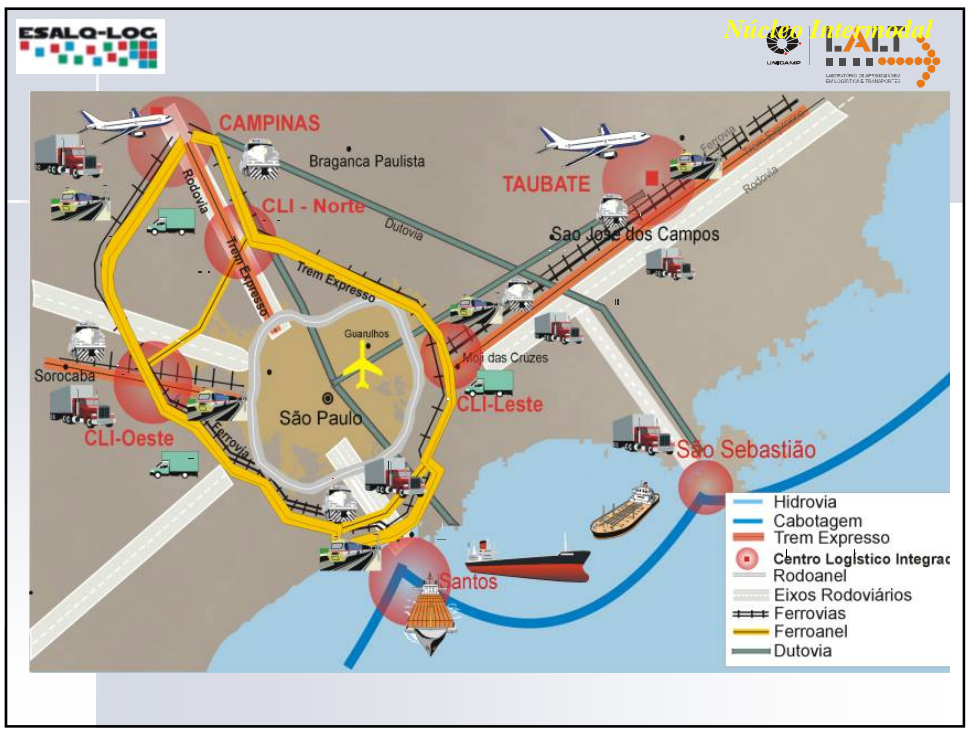 ESALQ-LOG
Núcleo Intermodal
UNICAMP
LALT
LABORATÓRIO DE APRENDIZAGEM
EM LOGÍSTICA E TRANSPORTES
CAMPINAS
Braganca Paulista
TAUBATE
Ferrovia
Rodovia
Rodovia
CLI - Norte
Dutovia
Sao Jose dos Campos
Trem Expresso
Trem Expresso
Guarulhos
Moji das Cruzes
Sorocaba
São Paulo
CLI-Leste
CLI-Oeste
Ferrovia
São Sebastião
Santos
Hidrovia
Cabotagem
Trem Expresso
Centro Logístico Integrac
Rodoanel
Eixos Rodoviários
Ferrovias
Ferroanel
Dutovia